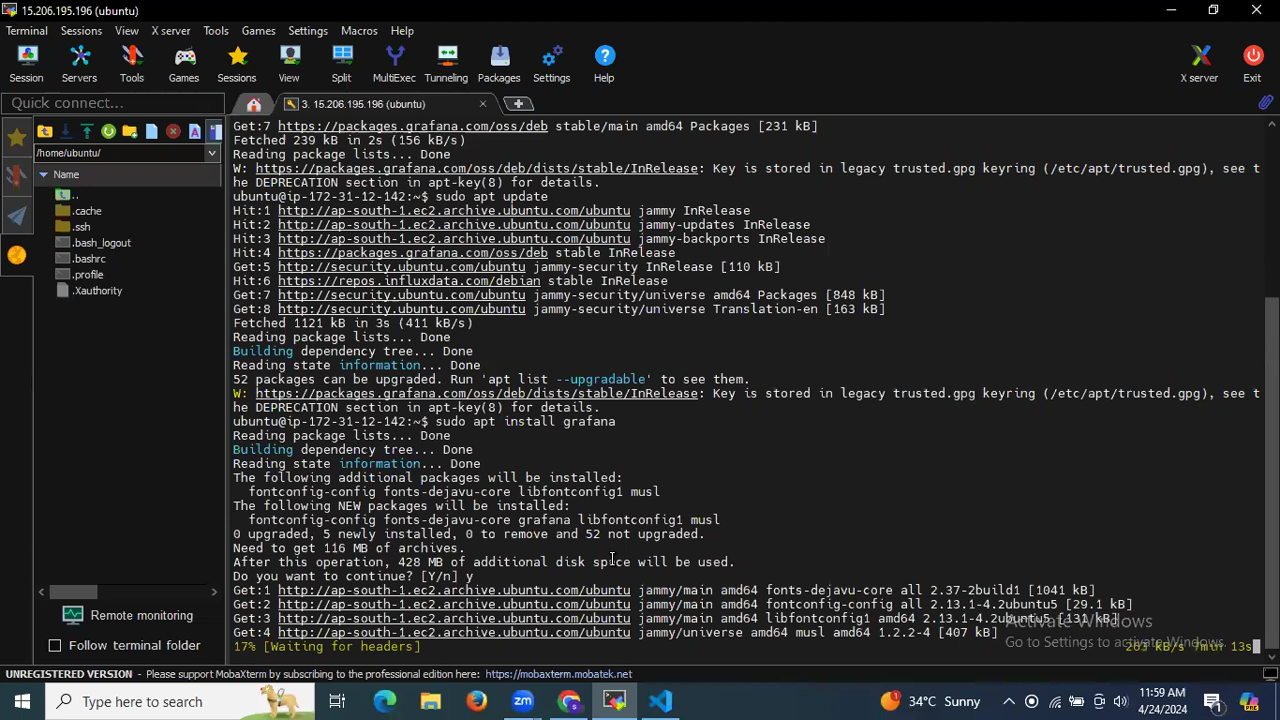 15.206.195.196 (ubuntu)
Terminal Sessions View X server Tools Games Settings Macros Help
Session Servers Tools Games Sessions View Split MultiExec Tunneling Packages Settings Help X server Exit
Quick connect...
3. 15.206.195.196 (ubuntu)
/home/ubuntu/
Name
..
.cache
.ssh
.bash_logout
.bashrc
.profile
.Xauthority
Remote monitoring
Follow terminal folder
Get:7 https://packages.grafana.com/oss/deb stable/main amd64 Packages [231 kB]
Fetched 239 kB in 2s (156 kB/s)
Reading package lists... Done
W: https://packages.grafana.com/oss/deb/dists/stable/InRelease: Key is stored in legacy trusted.gpg keyring (/etc/apt/trusted.gpg), see t
he DEPRECATION section in apt-key(8) for details.
ubuntu@ip-172-31-12-142:~$ sudo apt update
Hit:1 http://ap-south-1.ec2.archive.ubuntu.com/ubuntu jammy InRelease
Hit:2 http://ap-south-1.ec2.archive.ubuntu.com/ubuntu jammy-updates InRelease
Hit:3 http://ap-south-1.ec2.archive.ubuntu.com/ubuntu jammy-backports InRelease
Hit:4 https://packages.grafana.com/oss/deb stable InRelease
Get:5 http://security.ubuntu.com/ubuntu jammy-security InRelease [110 kB]
Hit:6 https://repos.influxdata.com/debian stable InRelease
Get:7 http://security.ubuntu.com/ubuntu jammy-security/universe amd64 Packages [848 kB]
Get:8 http://security.ubuntu.com/ubuntu jammy-security/universe Translation-en [163 kB]
Fetched 1121 kB in 3s (411 kB/s)
Reading package lists... Done
Building dependency tree... Done
Reading state information... Done
52 packages can be upgraded. Run 'apt list --upgradable' to see them.
W: https://packages.grafana.com/oss/deb/dists/stable/InRelease: Key is stored in legacy trusted.gpg keyring (/etc/apt/trusted.gpg), see t
he DEPRECATION section in apt-key(8) for details.
ubuntu@ip-172-31-12-142:~$ sudo apt install grafana
Reading package lists... Done
Building dependency tree... Done
Reading state information... Done
The following additional packages will be installed:
fontconfig-config fonts-dejavu-core libfontconfig1 musl
The following NEW packages will be installed:
fontconfig-config fonts-dejavu-core grafana libfontconfig1 musl
0 upgraded, 5 newly installed, 0 to remove and 52 not upgraded.
Need to get 116 MB of archives.
After this operation, 428 MB of additional disk space will be used.
Do you want to continue? [Y/n] y
Get:1 http://ap-south-1.ec2.archive.ubuntu.com/ubuntu jammy/main amd64 fonts-dejavu-core all 2.37-2build1 [1041 kB]
Get:2 http://ap-south-1.ec2.archive.ubuntu.com/ubuntu jammy/main amd64 fontconfig-config all 2.13.1-4.2ubuntu5 [29.1 kB]
Get:3 http://ap-south-1.ec2.archive.ubuntu.com/ubuntu jammy/main amd64 libfontconfig1 amd64 2.13.1-4.2ubuntu5 [131 kB]
Get:4 http://ap-south-1.ec2.archive.ubuntu.com/ubuntu jammy/universe amd64 musl amd64 1.2.2-4 [407 kB]
17% [Waiting for headers] 263 kB/s 7min 13s
Activate Windows
Go to Settings to activate Windows.
UNREGISTERED VERSION - Please support MobaXterm by subscribing to the professional edition here: https://mobaxterm.mobatek.net
Type here to search
zm
34°C Sunny
11:59 AM
4/24/2024
1
PRE